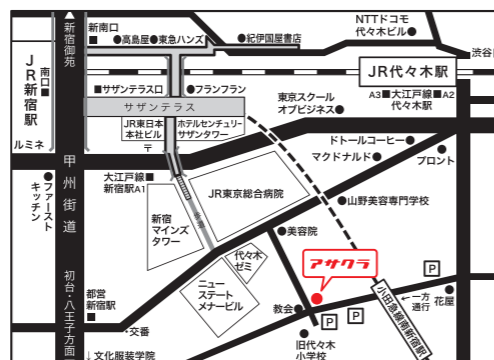 ▲新宿御苑
新南口
●高島屋●東急ハンズ
●紀伊国屋書店
NTTドコモ
代々木ビル●
渋谷
JR新宿駅
南口■
JR代々木駅
■サザンテラス口
●フランフラン
サザンテラス
東京スクール
オブビジネス●
A3■大江戸線■A2
代々木駅
ルミネ
JR東日本
本社ビル
ホテルセンチュリー
サザンタワー
〒
ドトールコーヒー●
マクドナルド●
プロント
甲州街道
●ファースト
キッチン
大江戸線■
新宿駅A1
JR東京総合病院
新宿
マインズ
タワー
●山野美容専門学校
●美容院
代々木
ゼミ
アサクラ
初台・八王子方面
都営
新宿駅
■
ニュー
ステート
メナービル
教会●
小田急線南新宿駅
P
←一方
通行
花屋
P
P
・交番
●
旧代々木
小学校
↓文化服装学院